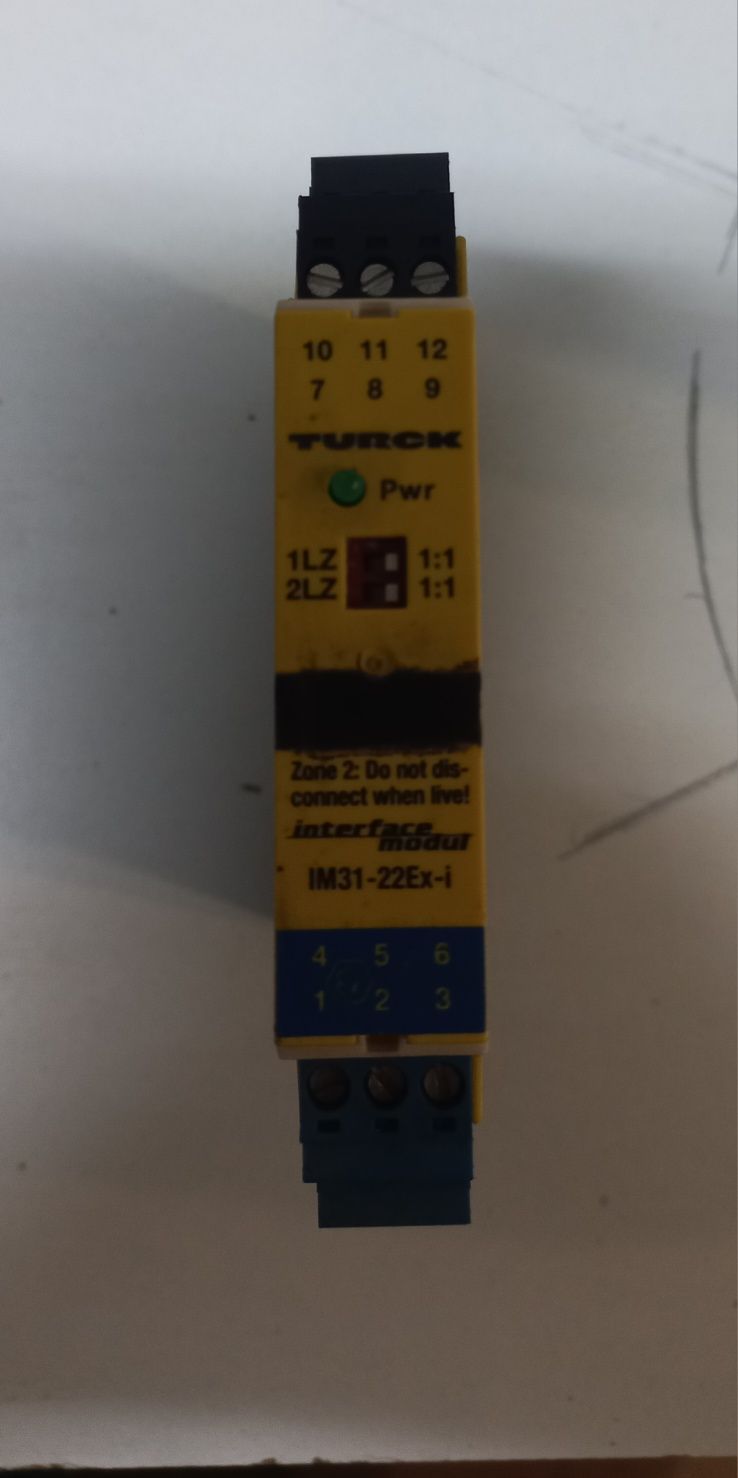 10 11 12
7 8 9
TURCK
Pwr
1LZ 1:1
2LZ 1:1
Zone 2: Do not dis-
connect when live!
interface
modul
IM31-22Ex-i
4 5 6
1 2 3